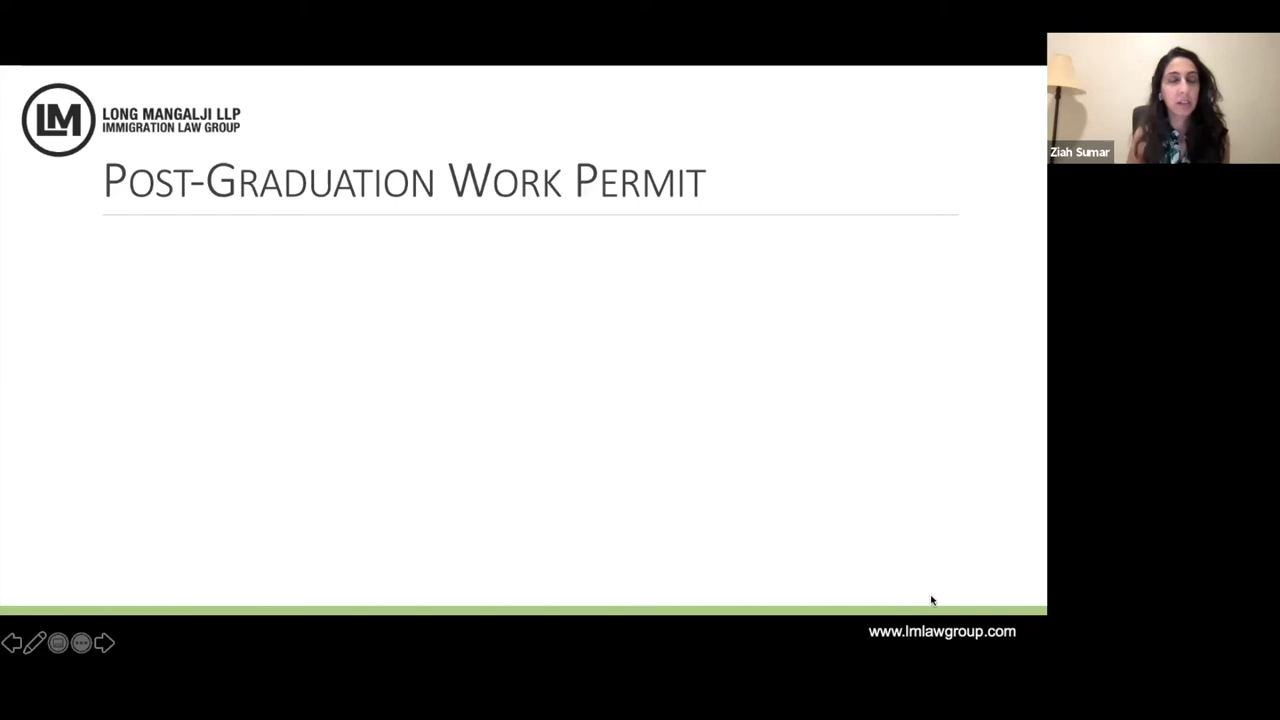 LM
LONG MANGALJI LLP
IMMIGRATION LAW GROUP
POST-GRADUATION WORK PERMIT
Ziah Sumar
www.lmlawgroup.com